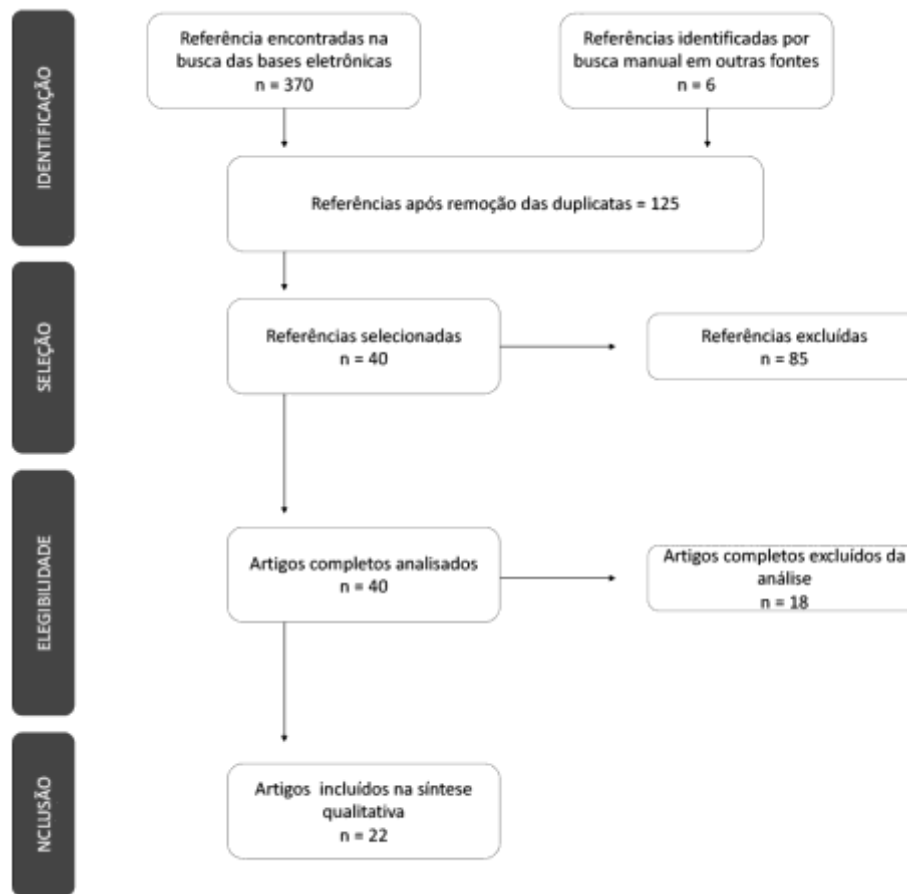 IDENTIFICAÇÃO
Referência encontradas na
busca das bases eletrônicas
n = 370
Referências identificadas por
busca manual em outras fontes
n = 6
Referências após remoção das duplicatas = 125
SELEÇÃO
Referências selecionadas
n = 40
Referências excluídas
n = 85
ELEGIBILIDADE
Artigos completos analisados
n = 40
Artigos completos excluídos da
análise
n = 18
NCLUSÃO
Artigos incluídos na síntese
qualitativa
n = 22